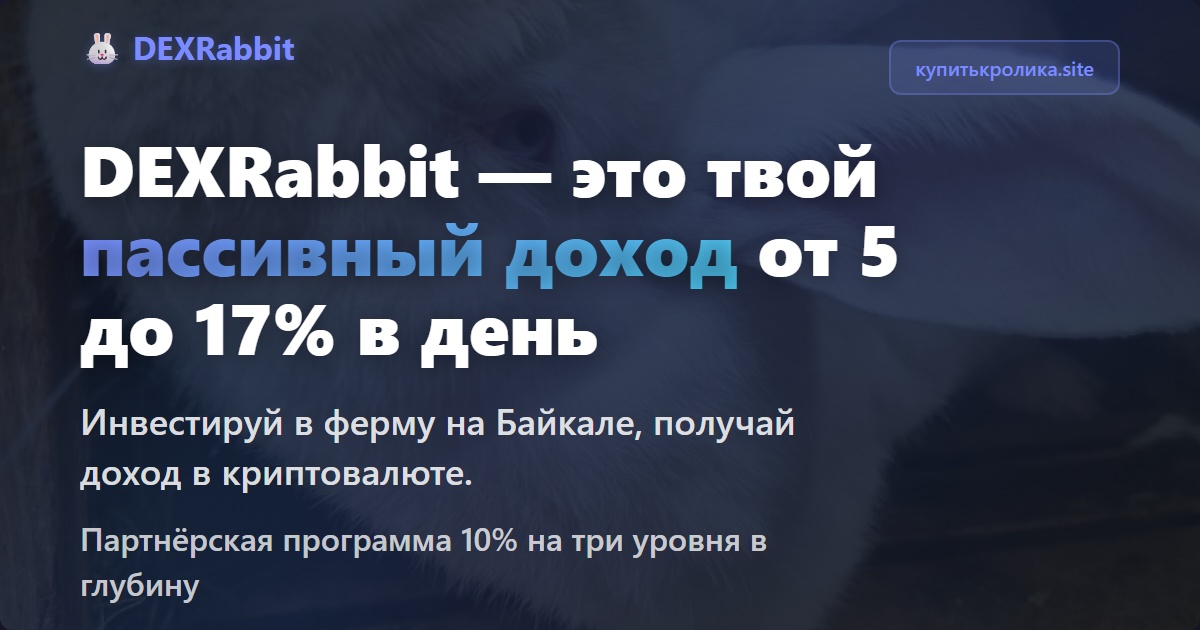 DEXRabbit
купитькролика.site
DEXRabbit — это твой
пассивный доход от 5
до 17% в день
Инвестируй в ферму на Байкале, получай
доход в криптовалюте.
Партнёрская программа 10% на три уровня в
глубину